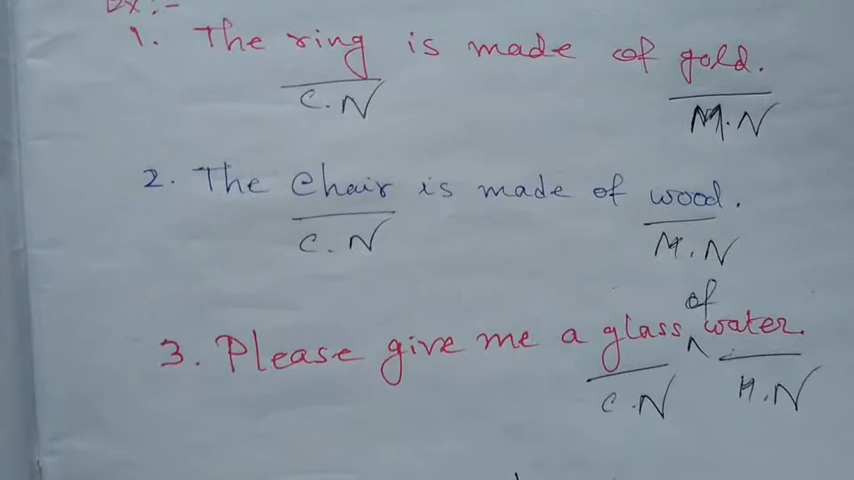 Ex:-
1. The ring is made of gold.
C.N M.N
2. The Chair is made of wood.
C.N M.N
of
3. Please give me a glass ^ water.
C.N M.N